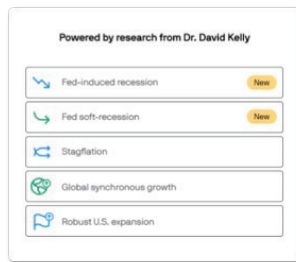 Powered by research from Dr. David Kelly
Fed-induced recession New
Fed soft-recession New
Stagflation
Global synchronous growth
Robust U.S. expansion